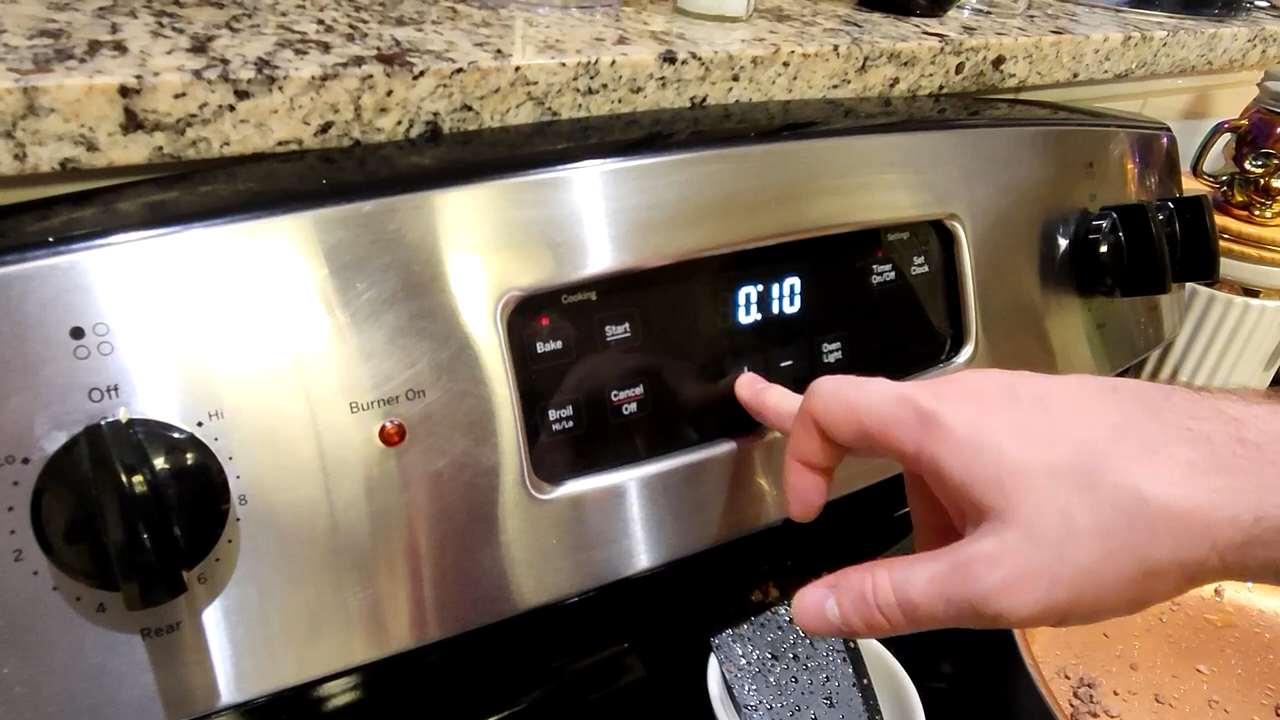 Settings
Cooking
0:10
Timer
On/Off
Set
Clock
Bake
Start
+
−
Oven
Light
Broil
Hi/Lo
Cancel
Off
Off
Hi
Lo
8
6
4
2
Rear
Burner On